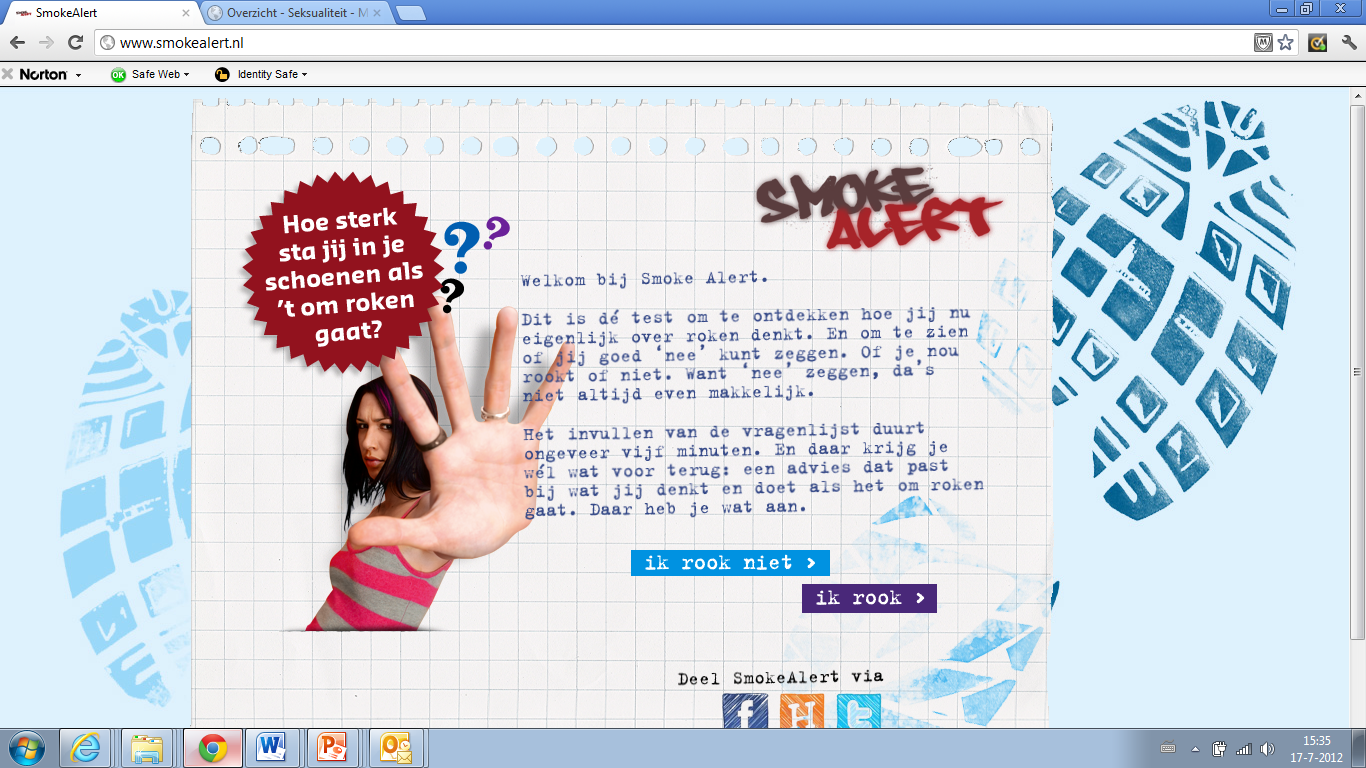 SmokeAlert
Overzicht - Seksualiteit - M
www.smokealert.nl
Norton
OK
Safe Web
Identity Safe
Hoe sterk
sta jij in je
schoenen als
't om roken
gaat?
? ? ?
SMOKE
ALERT
Welkom bij Smoke Alert.
Dit is dé test om te ontdekken hoe jij nu
eigenlijk over roken denkt. En om te zien
of jij goed 'nee' kunt zeggen. Of je nou
rookt of niet. Want 'nee' zeggen, da's
niet altijd even makkelijk.
Het invullen van de vragenlijst duurt
ongeveer vijf minuten. En daar krijg je
wél wat voor terug: een advies dat past
bij wat jij denkt en doet als het om roken
gaat. Daar heb je wat aan.
ik rook niet >
ik rook >
Deel SmokeAlert via
f H t
15:35
17-7-2012